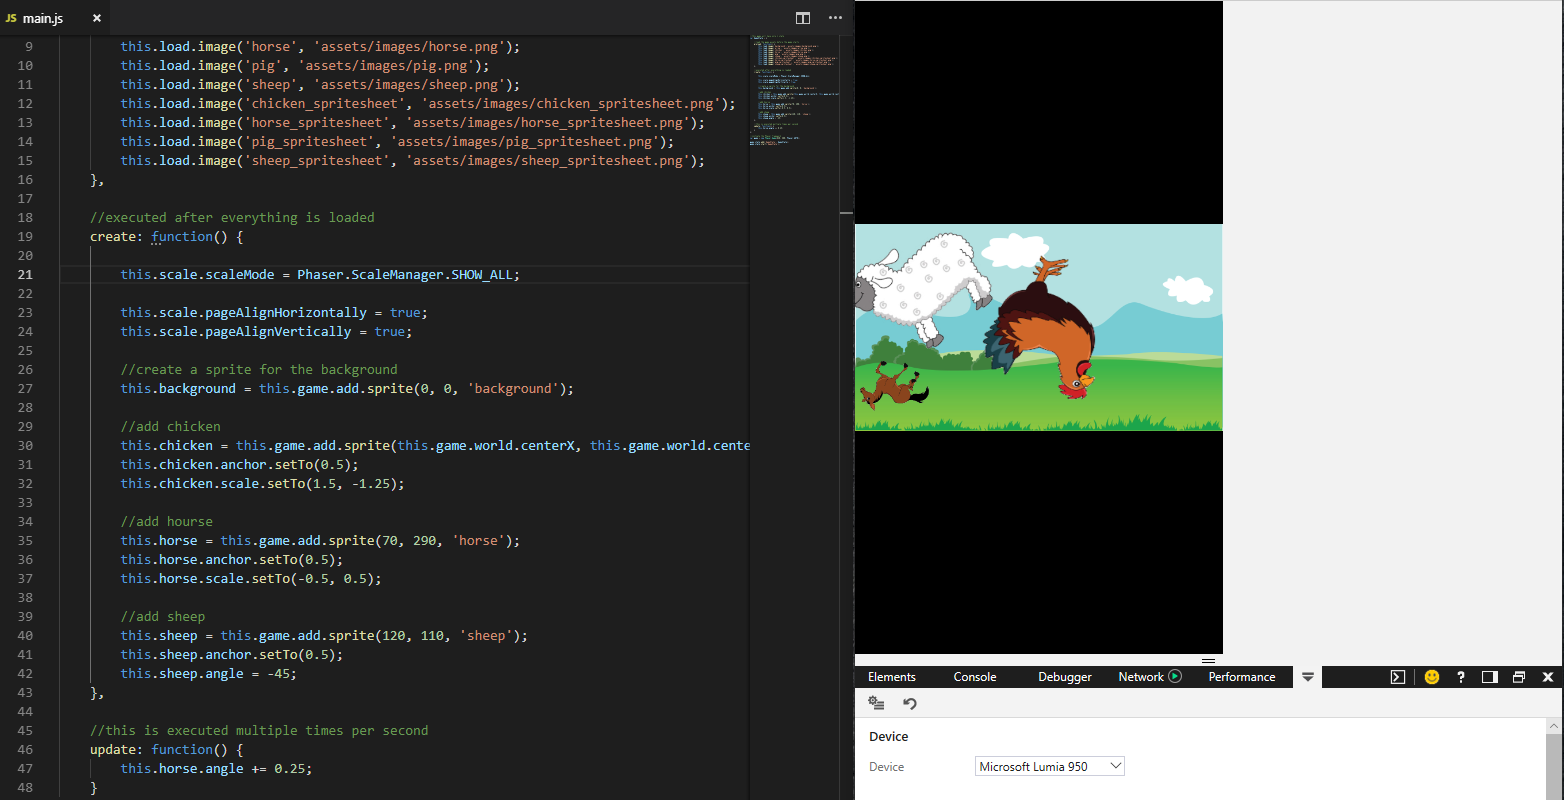 JS main.js ×
9 this.load.image('horse', 'assets/images/horse.png');
10 this.load.image('pig', 'assets/images/pig.png');
11 this.load.image('sheep', 'assets/images/sheep.png');
12 this.load.image('chicken_spritesheet', 'assets/images/chicken_spritesheet.png');
13 this.load.image('horse_spritesheet', 'assets/images/horse_spritesheet.png');
14 this.load.image('pig_spritesheet', 'assets/images/pig_spritesheet.png');
15 this.load.image('sheep_spritesheet', 'assets/images/sheep_spritesheet.png');
16 },
17
18 //executed after everything is loaded
19 create: function() {
20
21 this.scale.scaleMode = Phaser.ScaleManager.SHOW_ALL;
22
23 this.scale.pageAlignHorizontally = true;
24 this.scale.pageAlignVertically = true;
25
26 //create a sprite for the background
27 this.background = this.game.add.sprite(0, 0, 'background');
28
29 //add chicken
30 this.chicken = this.game.add.sprite(this.game.world.centerX, this.game.world.cente
31 this.chicken.anchor.setTo(0.5);
32 this.chicken.scale.setTo(1.5, -1.25);
33
34 //add hourse
35 this.horse = this.game.add.sprite(70, 290, 'horse');
36 this.horse.anchor.setTo(0.5);
37 this.horse.scale.setTo(-0.5, 0.5);
38
39 //add sheep
40 this.sheep = this.game.add.sprite(120, 110, 'sheep');
41 this.sheep.anchor.setTo(0.5);
42 this.sheep.angle = -45;
43 },
44
45 //this is executed multiple times per second
46 update: function() {
47 this.horse.angle += 0.25;
48 }
Elements Console Debugger Network Performance ?
Device
Device Microsoft Lumia 950